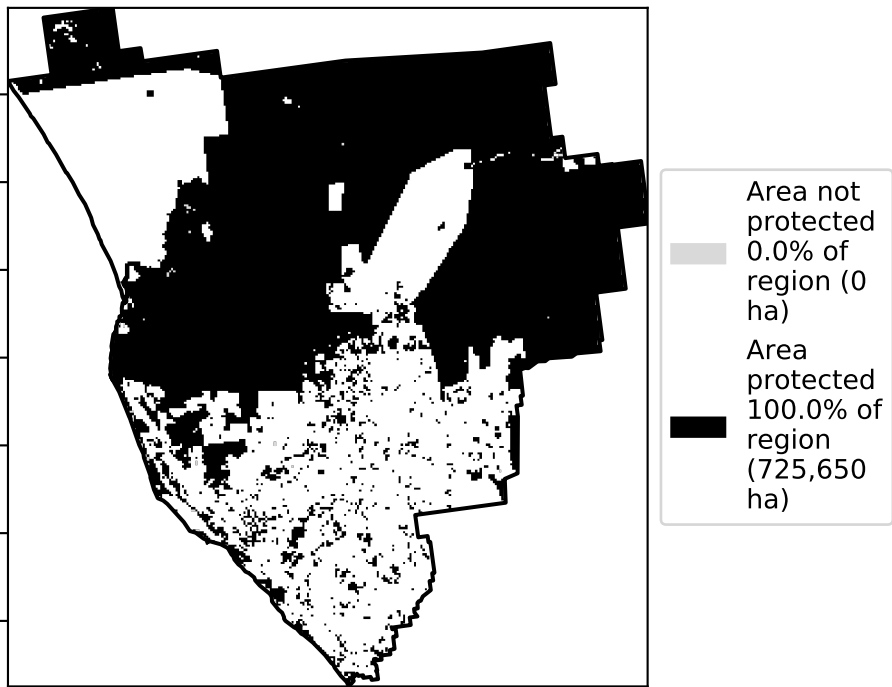 Area not
protected
0.0% of
region (0
ha)
Area
protected
100.0% of
region
(725,650
ha)